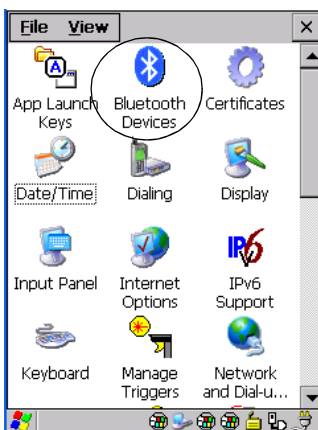 File View
App Launch Keys
Bluetooth Devices
Certificates
Date/Time
Dialing
Display
Input Panel
Internet Options
IPv6
IPv6 Support
Keyboard
Manage Triggers
Network and Dial-u...